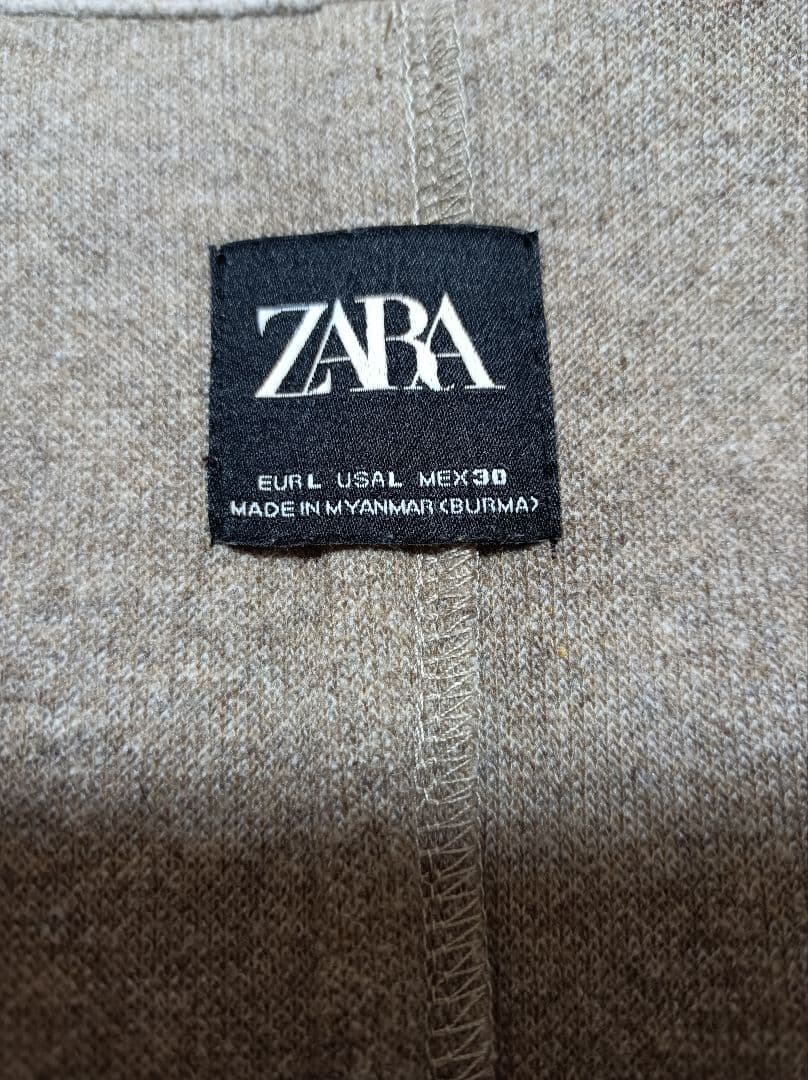 ZARA
EUR L USA L MEX 30
MADE IN MYANMAR (BURMA)